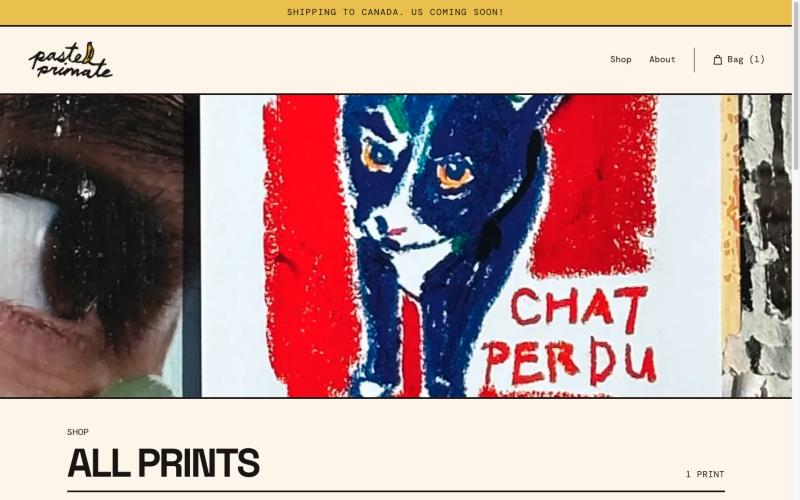 SHIPPING TO CANADA. US COMING SOON!
pastel
primate
Shop
About
Bag (1)
CHAT
PERDU
SHOP
ALL PRINTS
1 PRINT